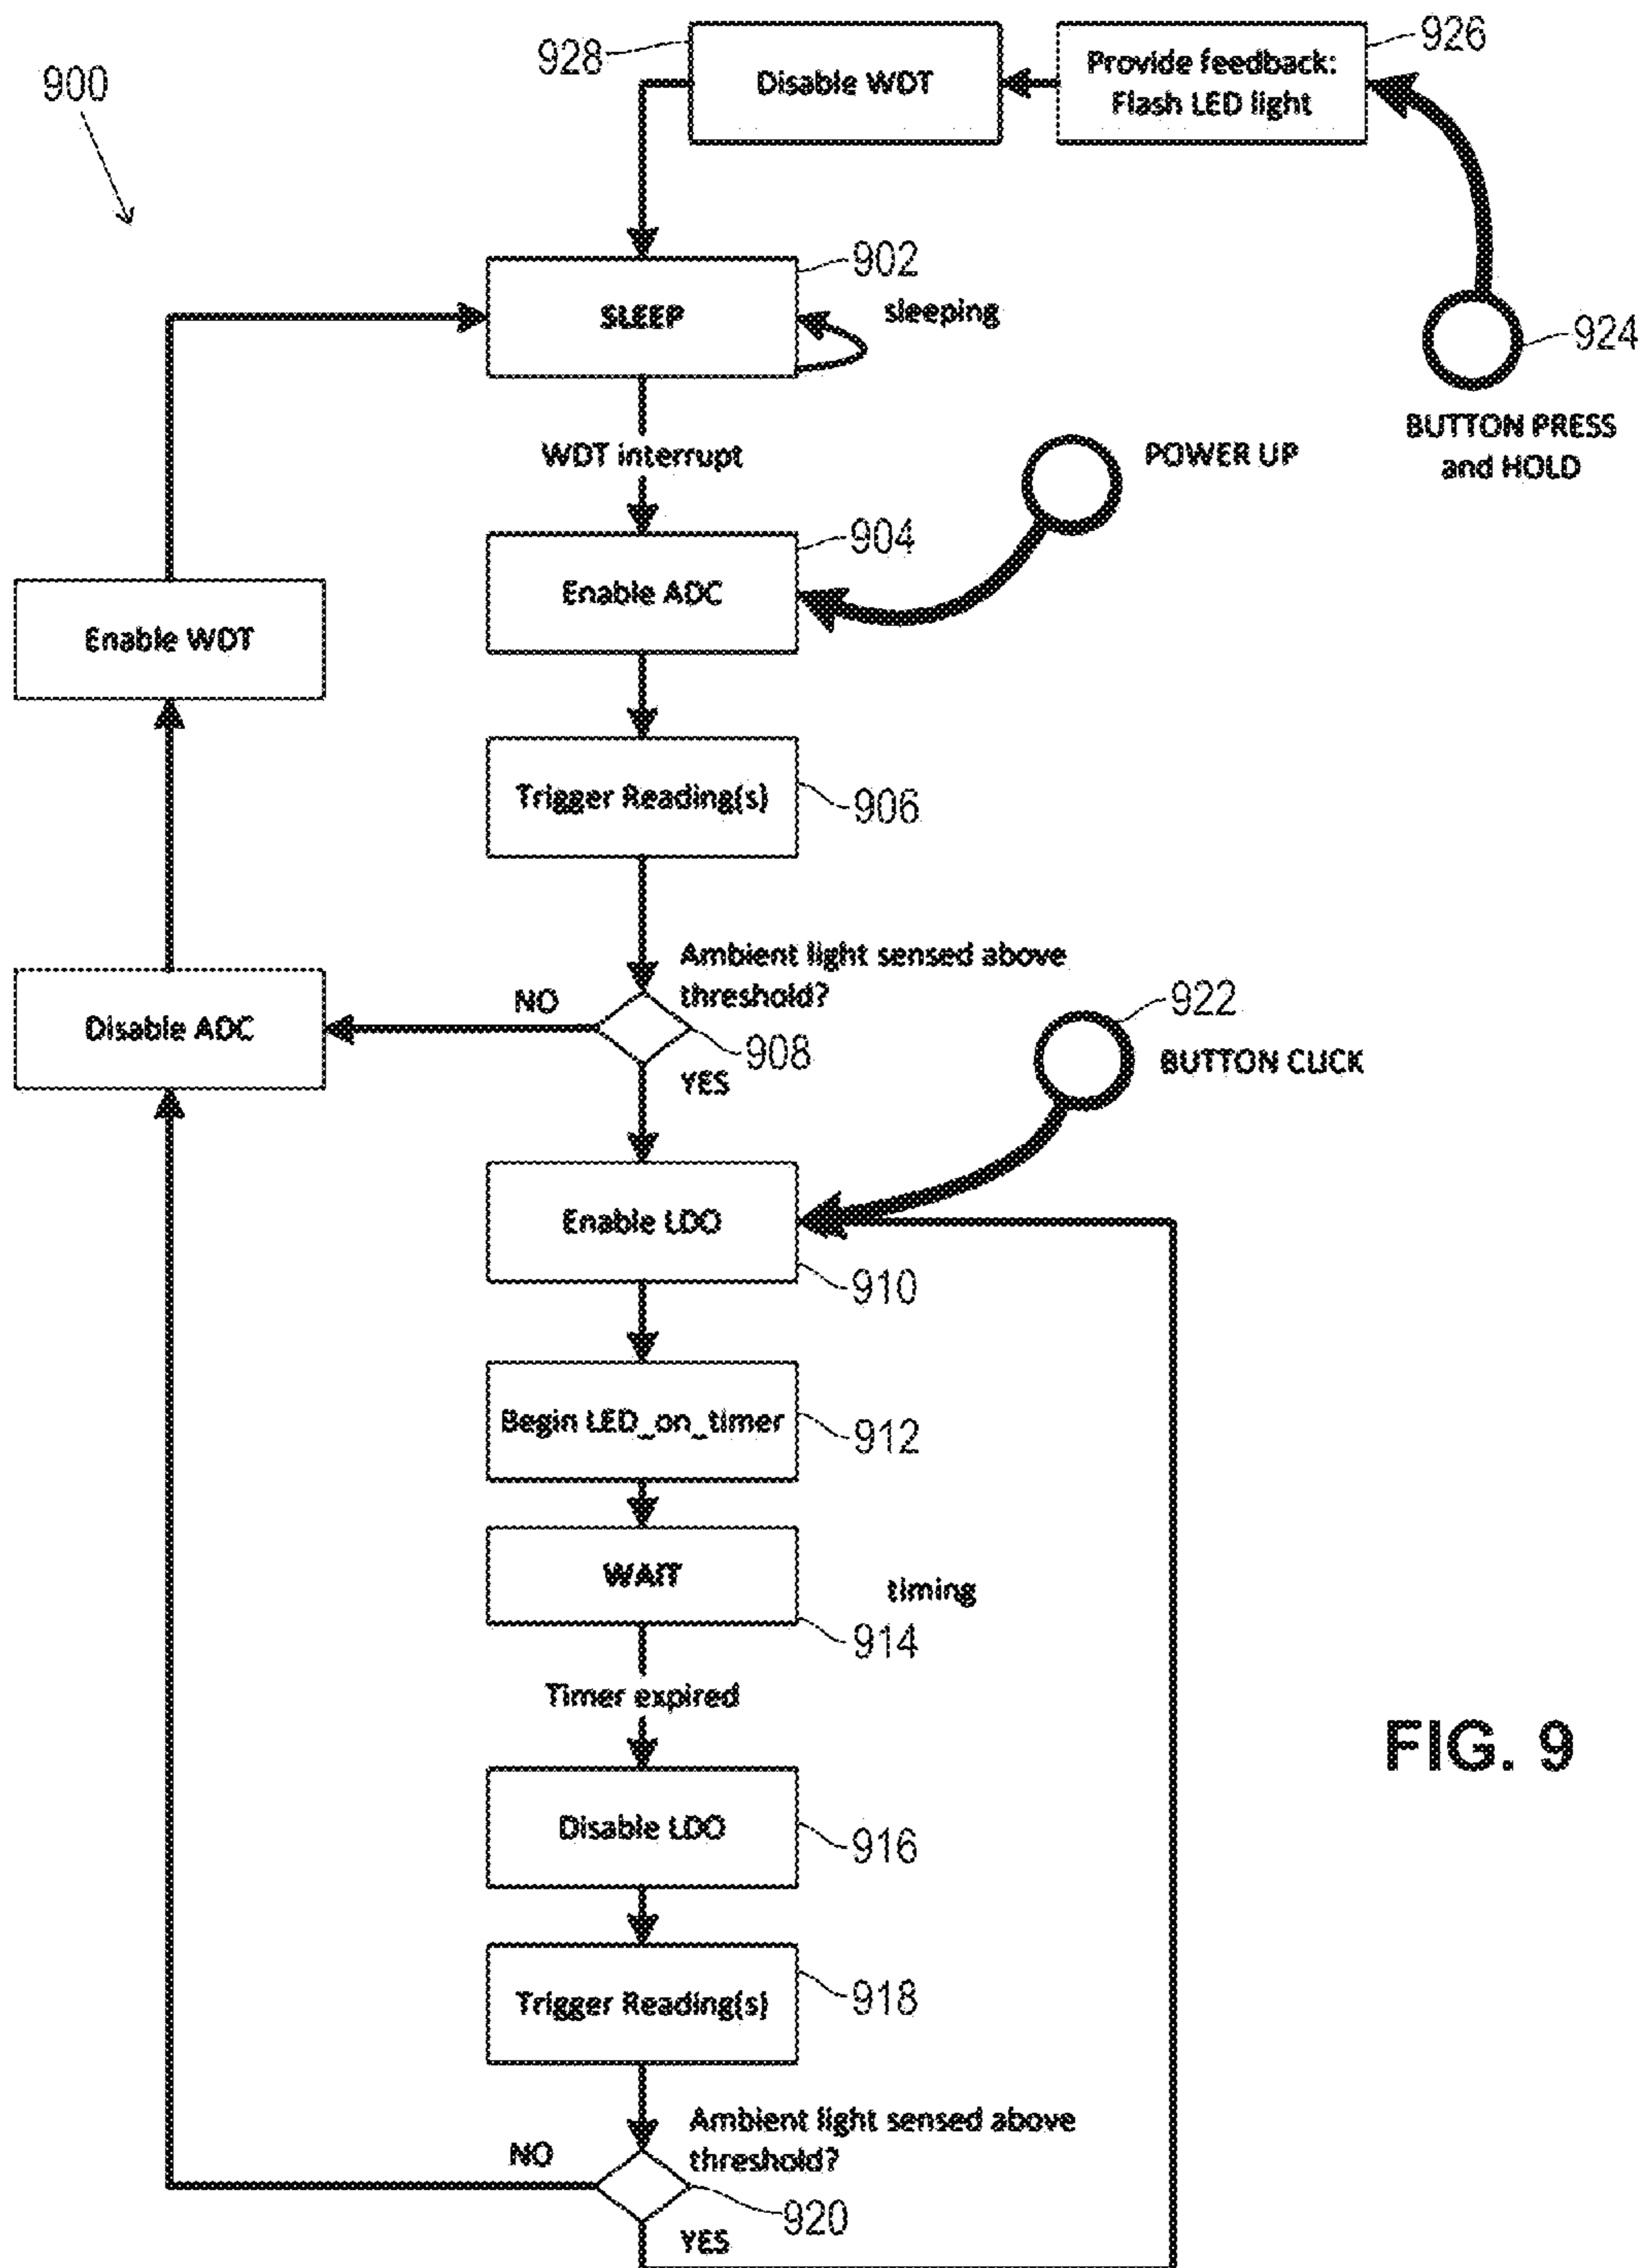 928
Disable WDT
Provide feedback:
Flash LED light
926
900
902
SLEEP
sleeping
924
BUTTON PRESS
and HOLD
WDT interrupt
POWER UP
904
Enable ADC
Enable WDT
Trigger Reading(s)
906
Ambient light sensed above
threshold?
NO
908
YES
Disable ADC
922
BUTTON CLICK
Enable LDO
910
Begin LED_on_timer
912
WAIT
timing
914
Timer expired
FIG. 9
Disable LDO
916
Trigger Reading(s)
918
Ambient light sensed above
threshold?
NO
920
YES